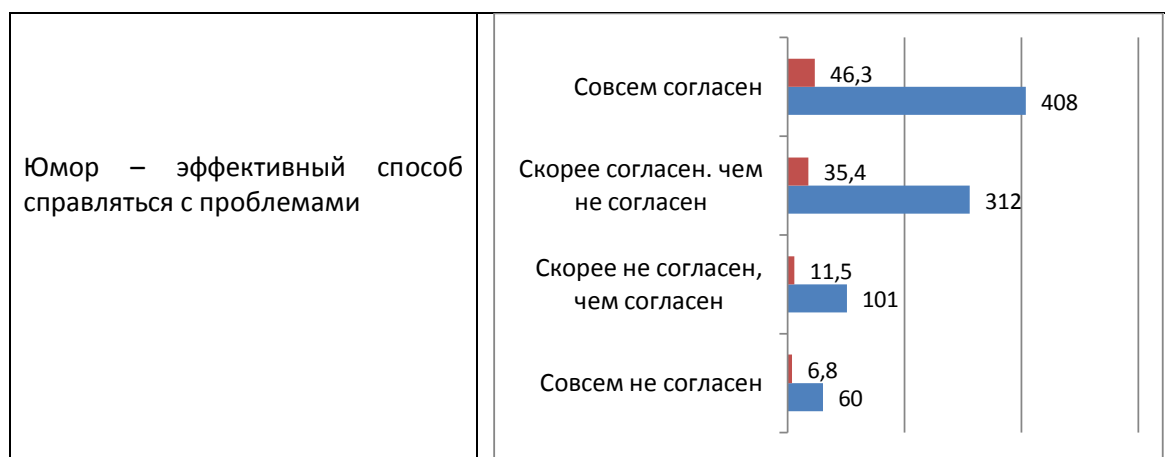 Юмор – эффективный способ
справляться с проблемами
Совсем согласен
46,3
408
Скорее согласен. чем
не согласен
35,4
312
Скорее не согласен,
чем согласен
11,5
101
Совсем не согласен
6,8
60